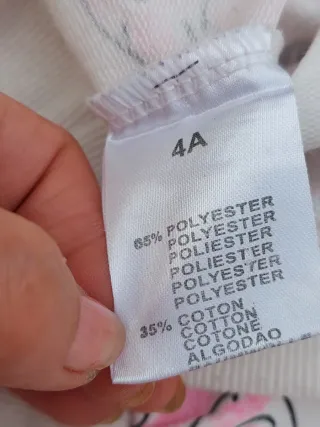 4A
65% POLYESTER
POLYESTER
POLIESTER
POLIESTER
POLYESTER
POLYESTER
35% COTON
COTTON
COTONE
ALGODAO